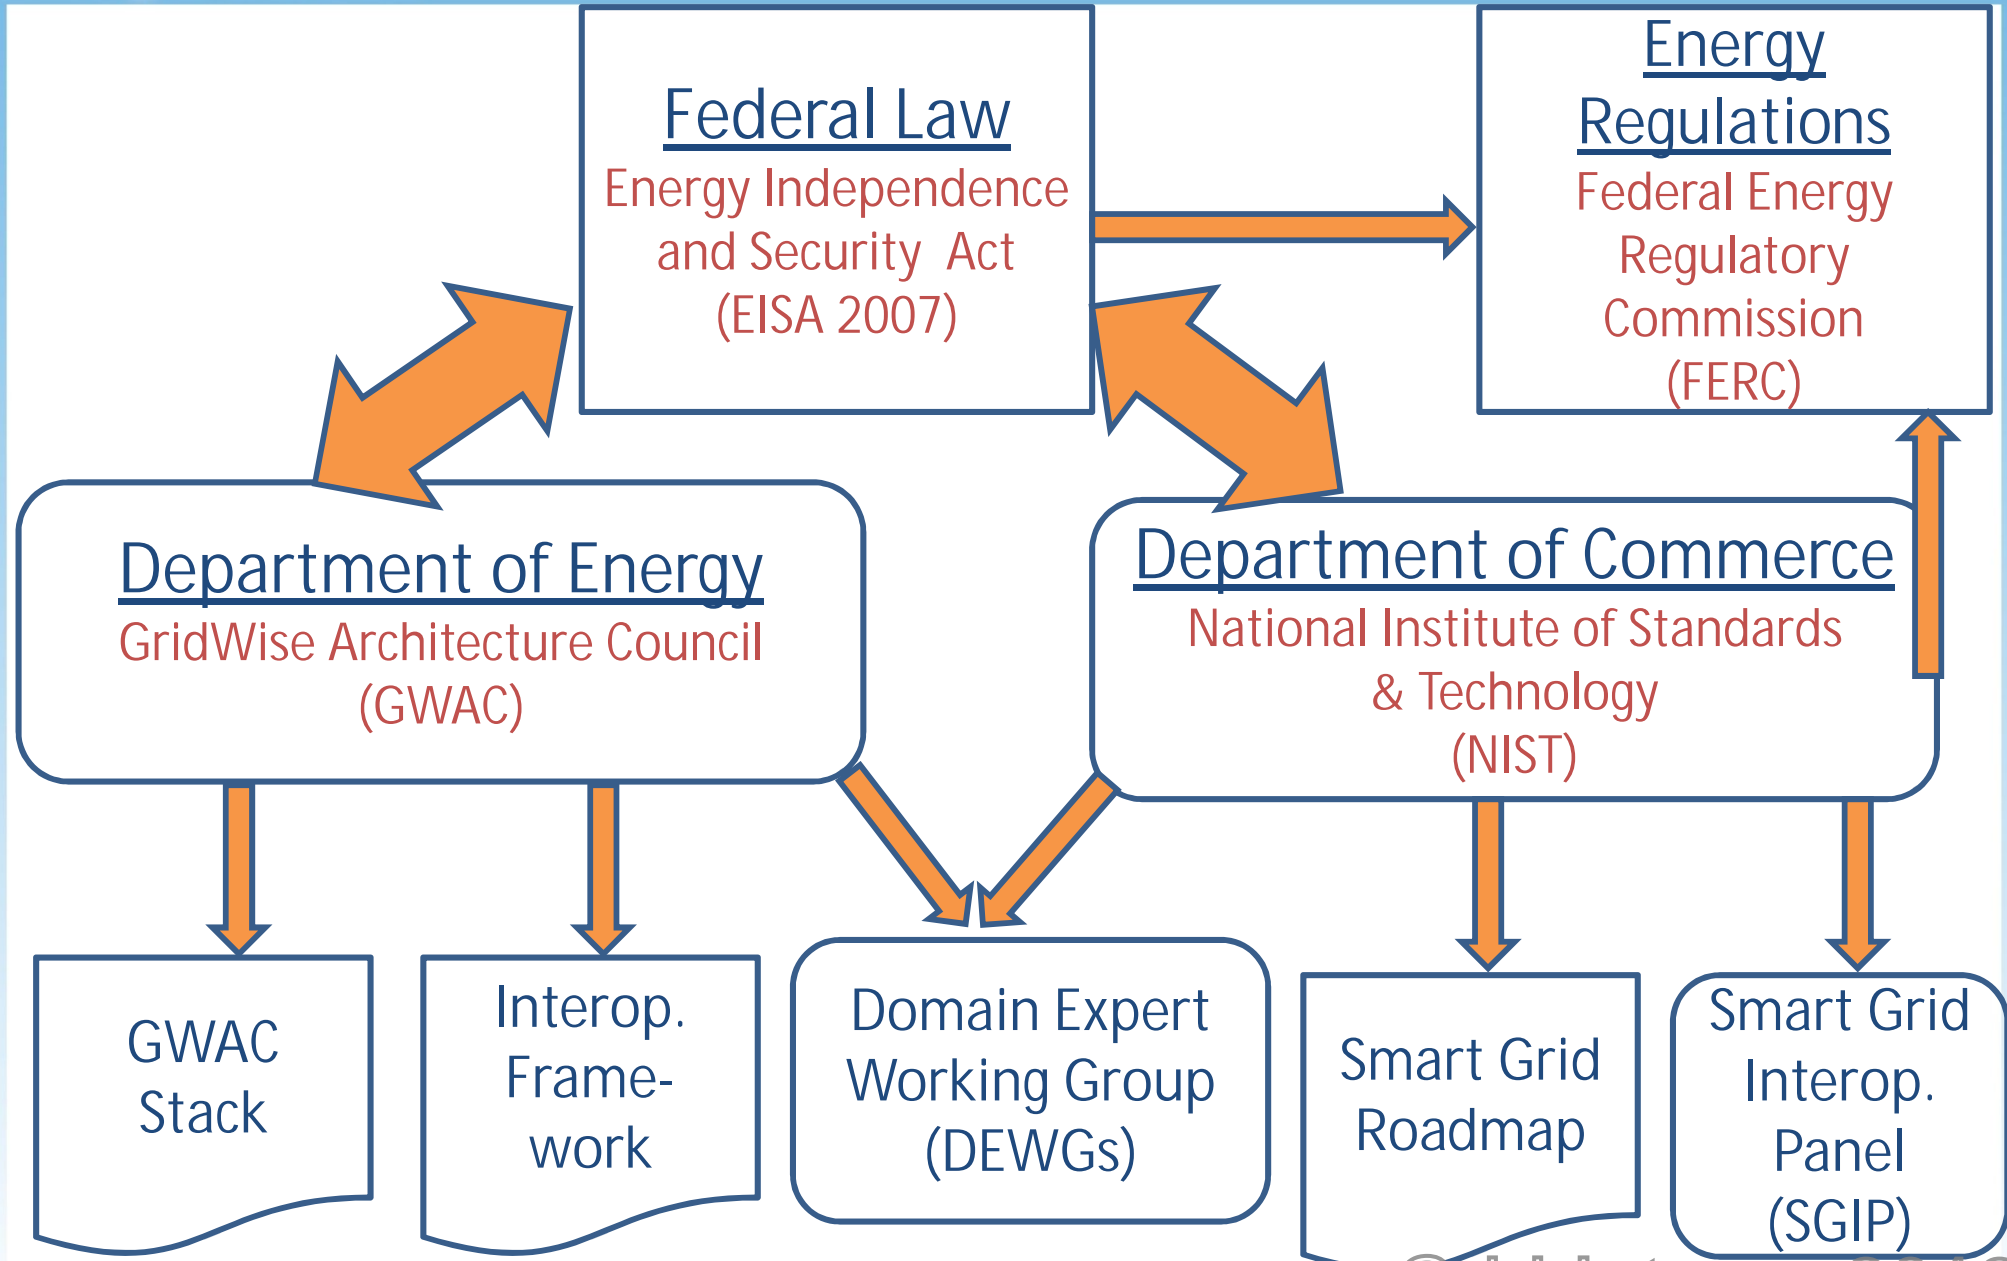 Federal Law
Energy Independence
and Security Act
(EISA 2007)
Energy
Regulations
Federal Energy
Regulatory
Commission
(FERC)
Department of Energy
GridWise Architecture Council
(GWAC)
Department of Commerce
National Institute of Standards
& Technology
(NIST)
GWAC
Stack
Interop.
Frame-
work
Domain Expert
Working Group
(DEWGs)
Smart Grid
Roadmap
Smart Grid
Interop.
Panel
(SGIP)